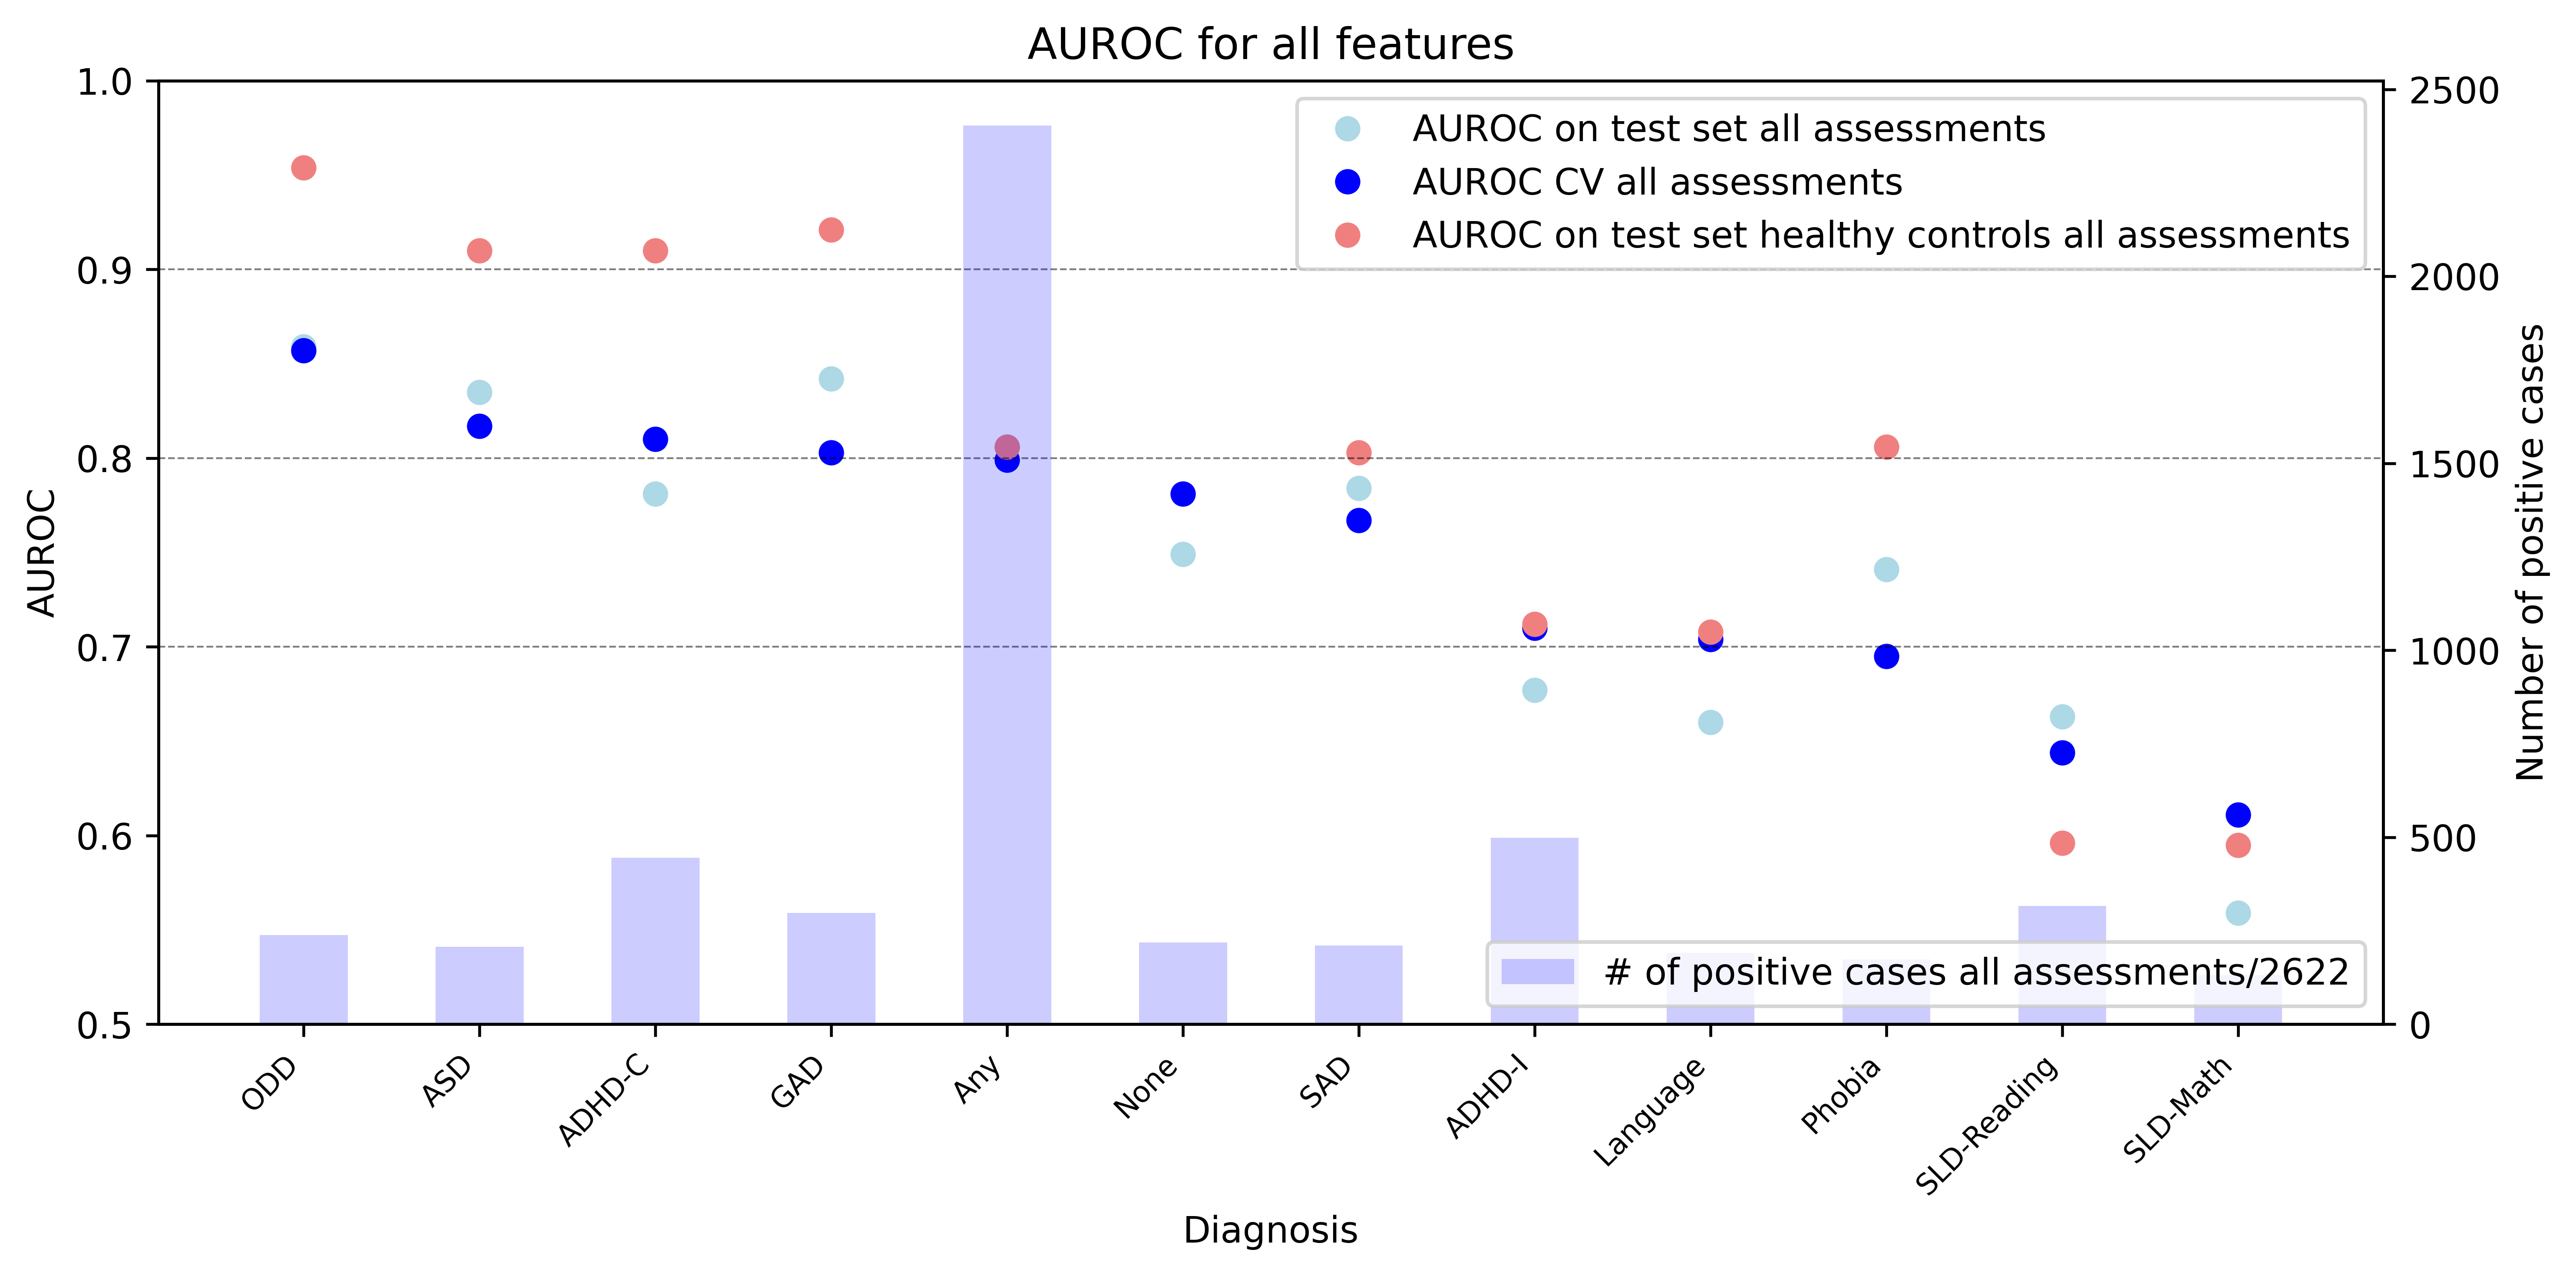 AUROC for all features
1.0
0.9
0.8
0.7
0.6
0.5
AUROC
2500
2000
1500
1000
500
0
Number of positive cases
AUROC on test set all assessments
AUROC CV all assessments
AUROC on test set healthy controls all assessments
# of positive cases all assessments/2622
ODD
ASD
ADHD-C
GAD
Any
None
SAD
ADHD-I
Language
Phobia
SLD-Reading
SLD-Math
Diagnosis